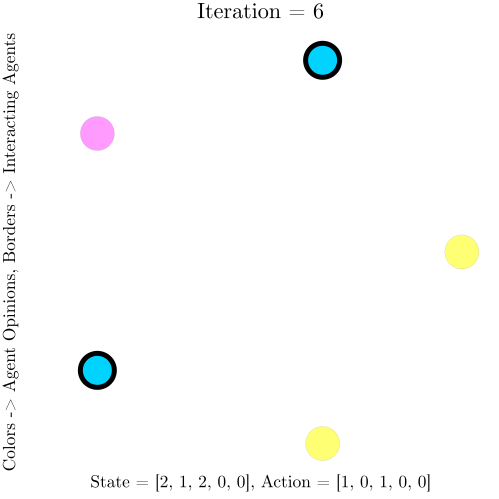 Iteration = 6
Colors -> Agent Opinions, Borders -> Interacting Agents
State = [2, 1, 2, 0, 0], Action = [1, 0, 1, 0, 0]